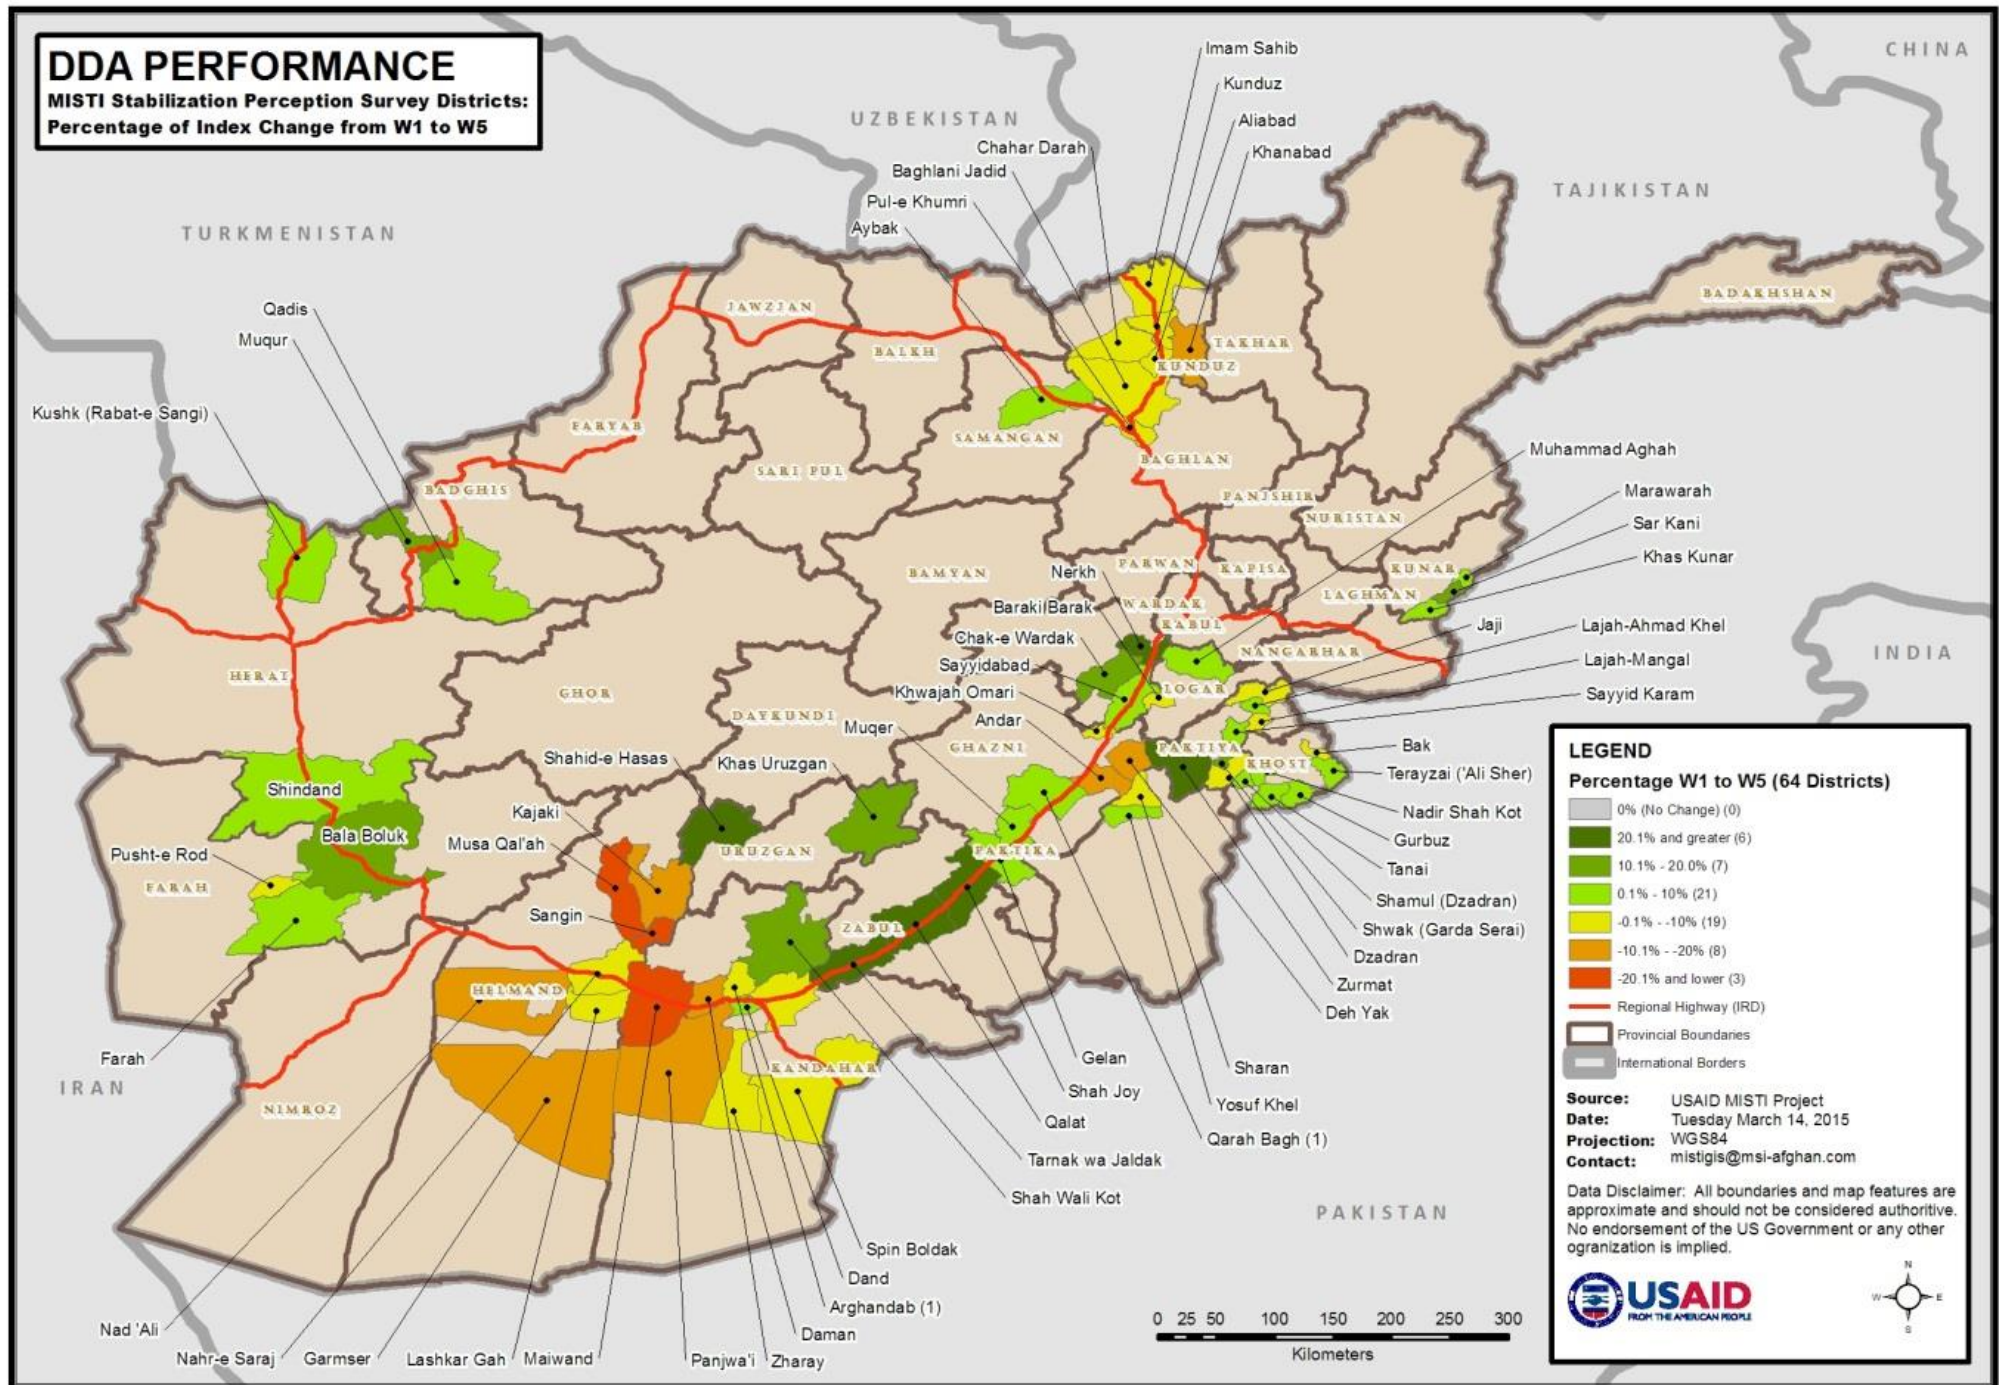 DDA PERFORMANCE
MISTI Stabilization Perception Survey Districts:
Percentage of Index Change from W1 to W5
CHINA
UZBEKISTAN
TAJIKISTAN
TURKMENISTAN
INDIA
IRAN
PAKISTAN
Imam Sahib
Kunduz
Aliabad
Khanabad
Chahar Darah
Baghlani Jadid
Pul-e Khumri
Aybak
Qadis
Muqur
Kushk (Rabat-e Sangi)
JAWZJAN
BALKH
TAKHAR
KUNDUZ
BADAKHSHAN
FARYAB
SAMANGAN
SARI PUL
BAGHLAN
BADGHIS
PANJSHIR
NURISTAN
Muhammad Aghah
Marawarah
Sar Kani
Khas Kunar
BAMYAN
PARWAN
KAPISA
KUNAR
LAGHMAN
WARDAK
KABUL
NANGARHAR
Nerkh
Baraki Barak
Chak-e Wardak
Sayyidabad
Khwajah Omari
Andar
Muqer
Jaji
Lajah-Ahmad Khel
Lajah-Mangal
Sayyid Karam
HERAT
GHOR
DAYKUNDI
LOGAR
GHAZNI
PAKTIYA
KHOST
Bak
Terayzai ('Ali Sher)
Nadir Shah Kot
Gurbuz
Tanai
Shamul (Dzadran)
Shwak (Garda Serai)
Dzadran
Zurmat
Deh Yak
Shahid-e Hasas
Khas Uruzgan
Shindand
Bala Boluk
Kajaki
Musa Qal'ah
Pusht-e Rod
FARAH
URUZGAN
PAKTIKA
Sangin
ZABUL
HELMAND
Farah
KANDAHAR
NIMROZ
Gelan
Shah Joy
Qalat
Tarnak wa Jaldak
Shah Wali Kot
Sharan
Yosuf Khel
Qarah Bagh (1)
Spin Boldak
Dand
Arghandab (1)
Daman
Nad 'Ali
Nahr-e Saraj
Garmser
Lashkar Gah
Maiwand
Panjwa'i
Zharay
0 25 50 100 150 200 250 300
Kilometers
LEGEND
Percentage W1 to W5 (64 Districts)
0% (No Change) (0)
20.1% and greater (6)
10.1% - 20.0% (7)
0.1% - 10% (21)
-0.1% - -10% (19)
-10.1% - -20% (8)
-20.1% and lower (3)
Regional Highway (IRD)
Provincial Boundaries
International Borders
Source: USAID MISTI Project
Date: Tuesday March 14, 2015
Projection: WGS84
Contact: mistigis@msi-afghan.com
Data Disclaimer: All boundaries and map features are
approximate and should not be considered authoritive.
No endorsement of the US Government or any other
ogranization is implied.
USAID
FROM THE AMERICAN PEOPLE
N
W
E
S